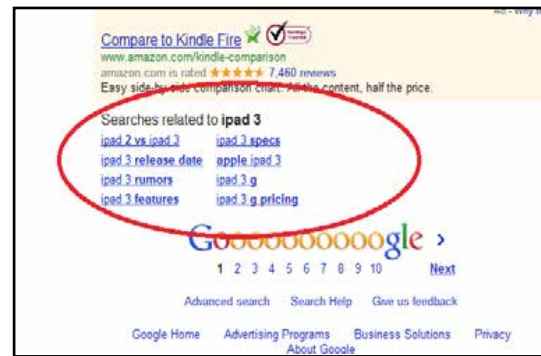 Compare to Kindle Fire
www.amazon.com/kindle-comparison
amazon.com is rated 7,460 reviews
Easy side-by-side comparison chart. All the content, half the price.
Searches related to ipad 3
ipad 2 vs ipad 3 ipad 3 specs
ipad 3 release date apple ipad 3
ipad 3 rumors ipad 3 g
ipad 3 features ipad 3 g pricing
Goooooooooogle >
1 2 3 4 5 6 7 8 9 10 Next
Advanced search Search Help Give us feedback
Google Home Advertising Programs Business Solutions Privacy
About Google